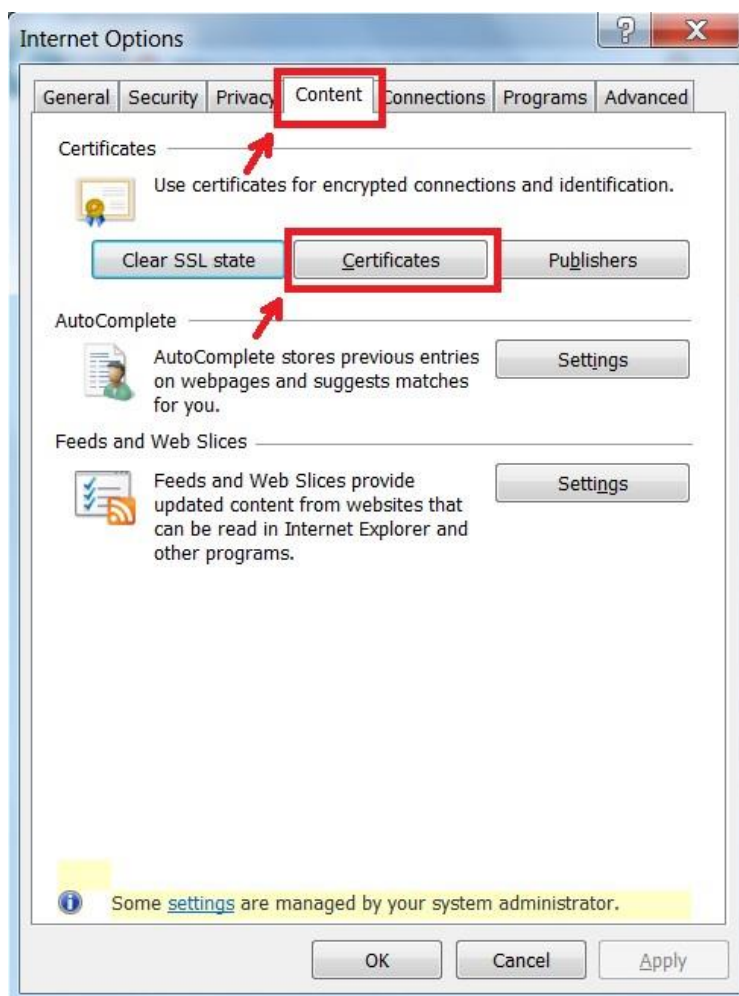 Internet Options
General Security Privacy Content Connections Programs Advanced
Certificates
Use certificates for encrypted connections and identification.
Clear SSL state Certificates Publishers
AutoComplete
AutoComplete stores previous entries
on webpages and suggests matches
for you.
Settings
Feeds and Web Slices
Feeds and Web Slices provide
updated content from websites that
can be read in Internet Explorer and
other programs.
Settings
Some settings are managed by your system administrator.
OK Cancel Apply